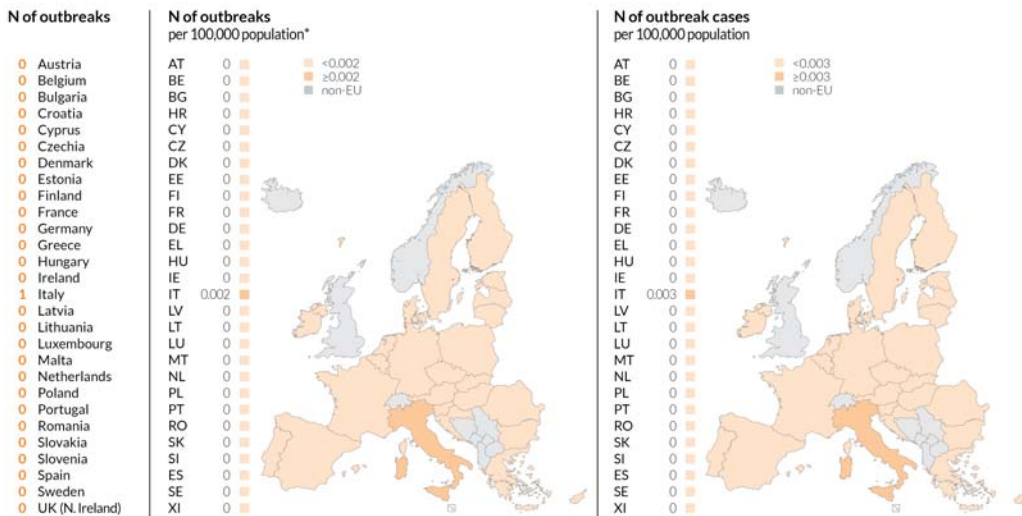 N of outbreaks
0 Austria
0 Belgium
0 Bulgaria
0 Croatia
0 Cyprus
0 Czechia
0 Denmark
0 Estonia
0 Finland
0 France
0 Germany
0 Greece
0 Hungary
0 Ireland
1 Italy
0 Latvia
0 Lithuania
0 Luxembourg
0 Malta
0 Netherlands
0 Poland
0 Portugal
0 Romania
0 Slovakia
0 Slovenia
0 Spain
0 Sweden
0 UK (N. Ireland)
N of outbreaks
per 100,000 population*
AT 0
BE 0
BG 0
HR 0
CY 0
CZ 0
DK 0
EE 0
FI 0
FR 0
DE 0
EL 0
HU 0
IE 0
IT 0.002
LV 0
LT 0
LU 0
MT 0
NL 0
PL 0
PT 0
RO 0
SK 0
SI 0
ES 0
SE 0
XI 0
<0.002
≥0.002
non-EU
N of outbreak cases
per 100,000 population
AT 0
BE 0
BG 0
HR 0
CY 0
CZ 0
DK 0
EE 0
FI 0
FR 0
DE 0
EL 0
HU 0
IE 0
IT 0.003
LV 0
LT 0
LU 0
MT 0
NL 0
PL 0
PT 0
RO 0
SK 0
SI 0
ES 0
SE 0
XI 0
<0.003
≥0.003
non-EU